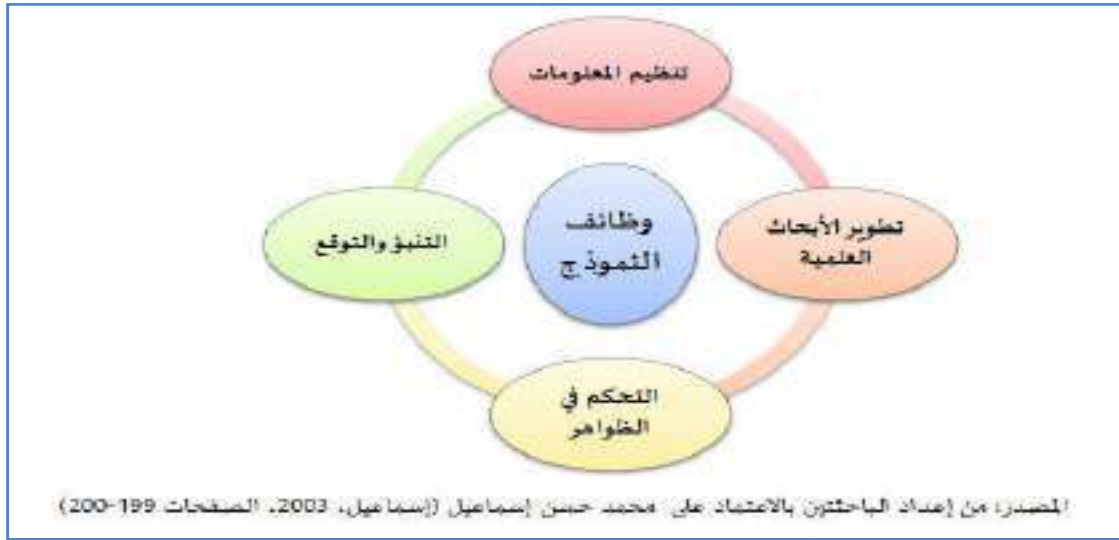 تنظيم المعلومات
تطوير الأبحاث
العلمية
وظائف
النموذج
التنبؤ والتوقع
التحكم في
الظواهر
المصدر: من إعداد الباحثتون بالاعتماد على: محمد حسن إسماعيل (إسماعيل، 2003، الصفحات 199-200)